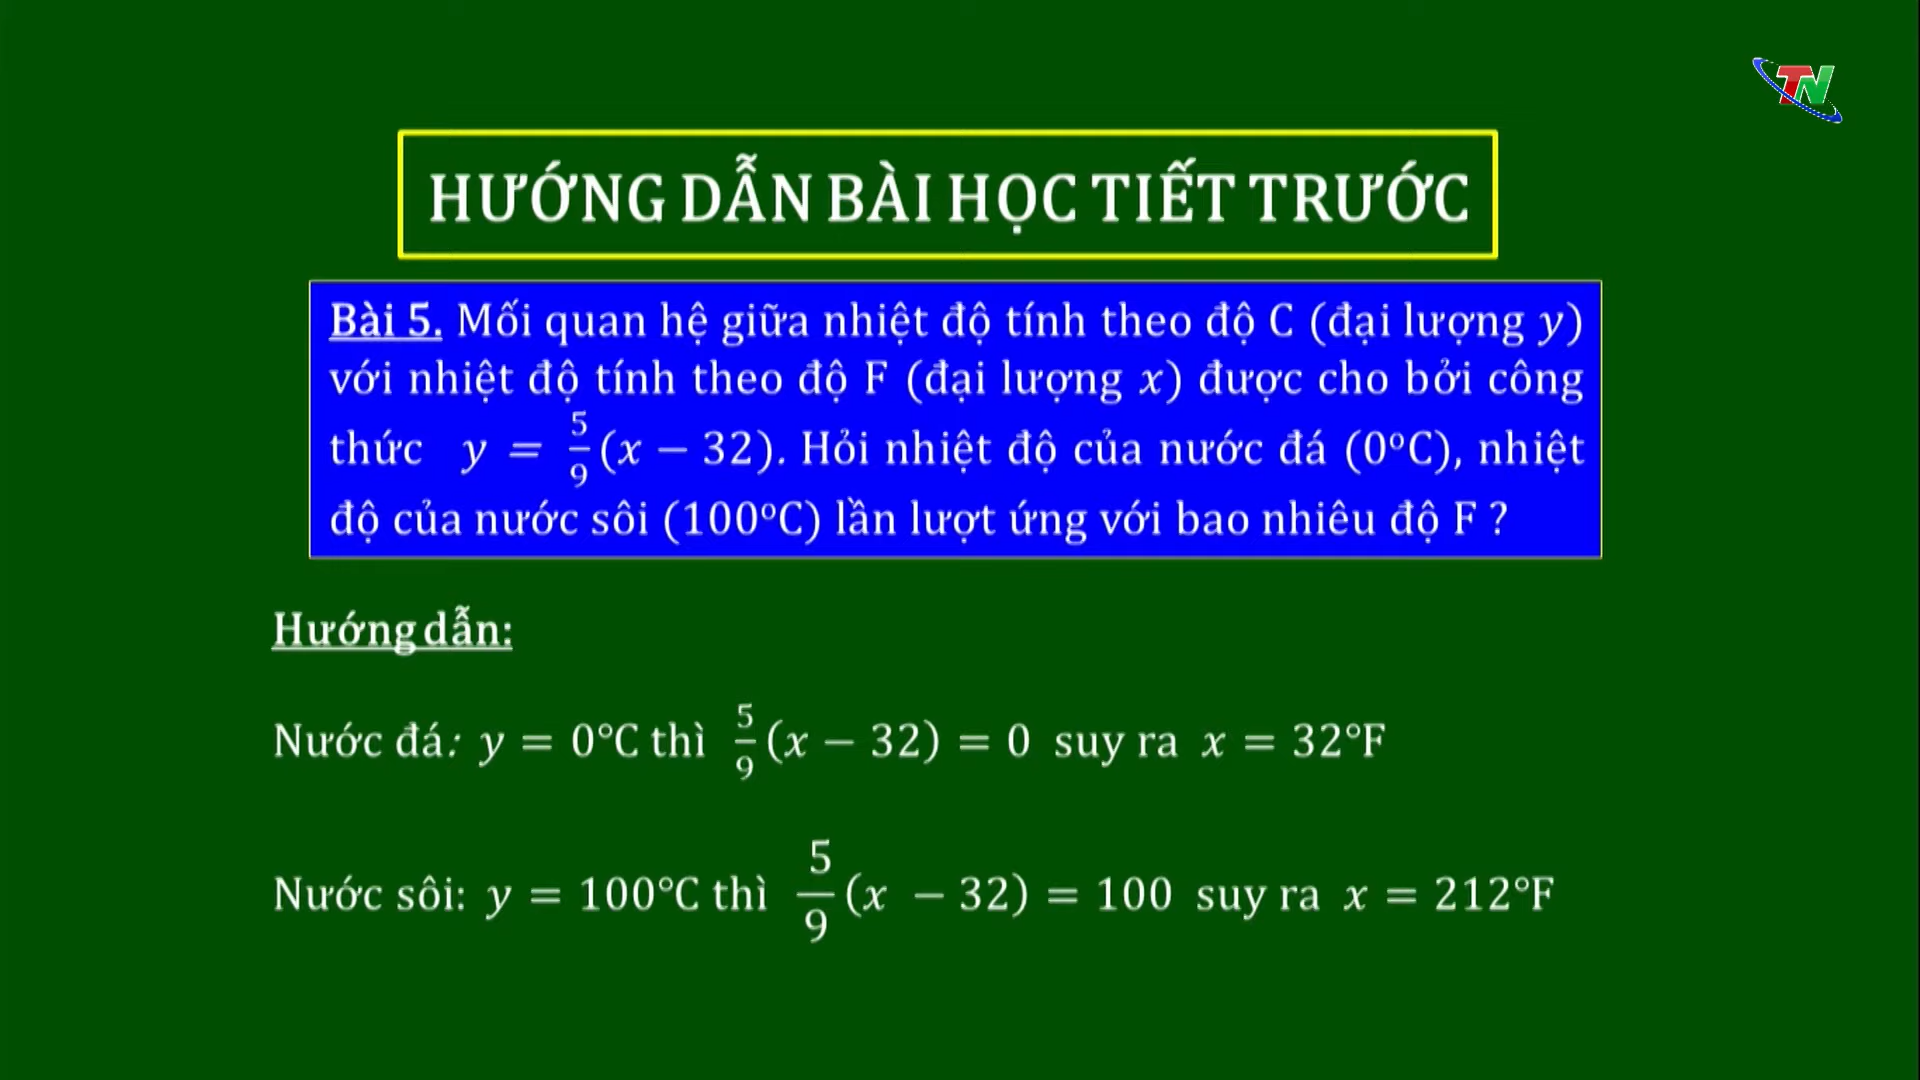 TN
HƯỚNG DẪN BÀI HỌC TIẾT TRƯỚC
Bài 5. Mối quan hệ giữa nhiệt độ tính theo độ C (đại lượng y)
với nhiệt độ tính theo độ F (đại lượng x) được cho bởi công
thức y = 5/9 (x − 32). Hỏi nhiệt độ của nước đá (0°C), nhiệt
độ của nước sôi (100°C) lần lượt ứng với bao nhiêu độ F ?
Hướng dẫn:
Nước đá: y = 0°C thì 5/9 (x − 32) = 0 suy ra x = 32°F
Nước sôi: y = 100°C thì 5/9 (x − 32) = 100 suy ra x = 212°F